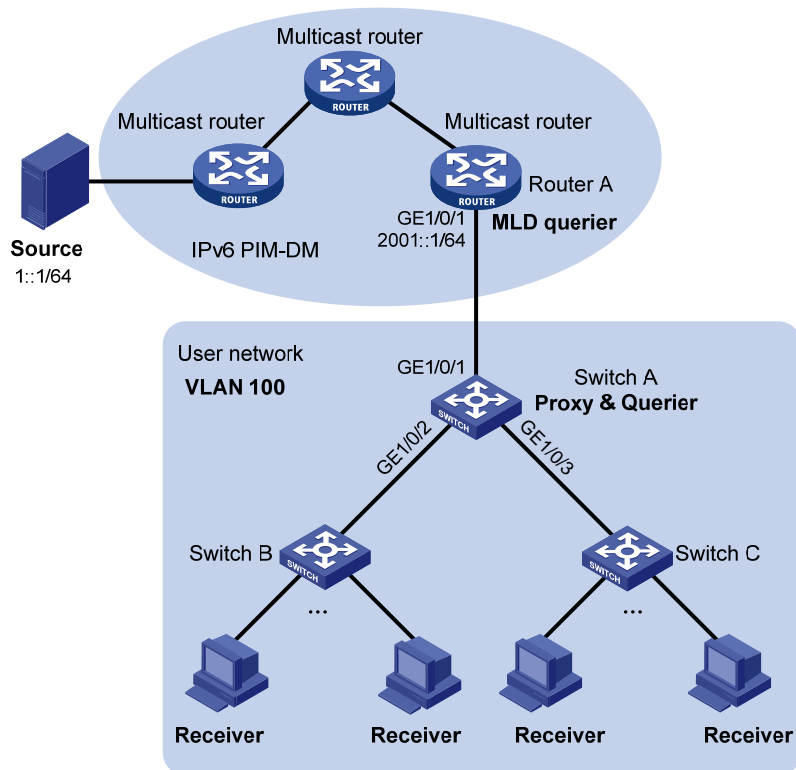 Multicast router
ROUTER
Multicast router
ROUTER
Multicast router
ROUTER
Router A
GE1/0/1
2001::1/64
MLD querier
Source
1::1/64
IPv6 PIM-DM
User network
VLAN 100
GE1/0/1
SWITCH
Switch A
Proxy & Querier
GE1/0/2
GE1/0/3
Switch B
SWITCH
SWITCH
Switch C
...
...
Receiver
Receiver
Receiver
Receiver